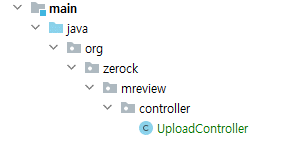 main
java
org
zerock
mreview
controller
UploadController